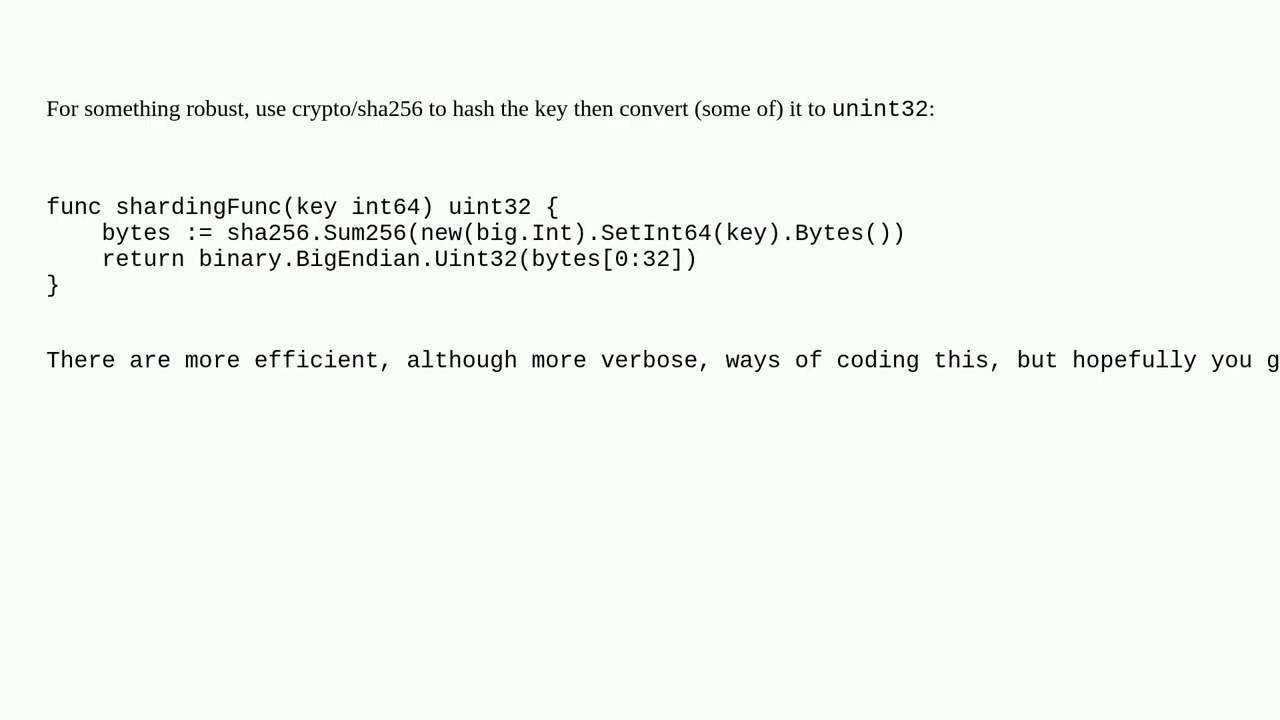 For something robust, use crypto/sha256 to hash the key then convert (some of) it to unint32:
func shardingFunc(key int64) uint32 {
    bytes := sha256.Sum256(new(big.Int).SetInt64(key).Bytes())
    return binary.BigEndian.Uint32(bytes[0:32])
}
There are more efficient, although more verbose, ways of coding this, but hopefully you